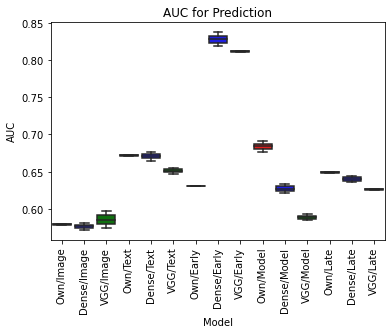 AUC for Prediction
0.85
0.80
0.75
0.70
0.65
0.60
AUC
Own/Image
Dense/Image
VGG/Image
Own/Text
Dense/Text
VGG/Text
Own/Early
Dense/Early
VGG/Early
Own/Model
Dense/Model
VGG/Model
Own/Late
Dense/Late
VGG/Late
Model